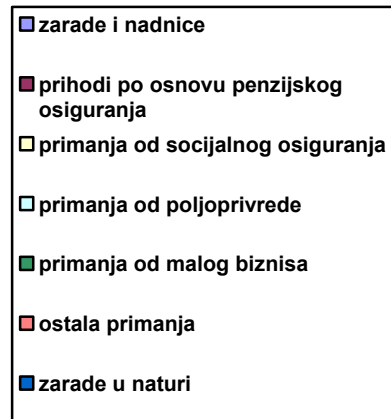 zarade i nadnice
prihodi po osnovu penzijskog
osiguranja
primanja od socijalnog osiguranja
primanja od poljoprivrede
primanja od malog biznisa
ostala primanja
zarade u naturi